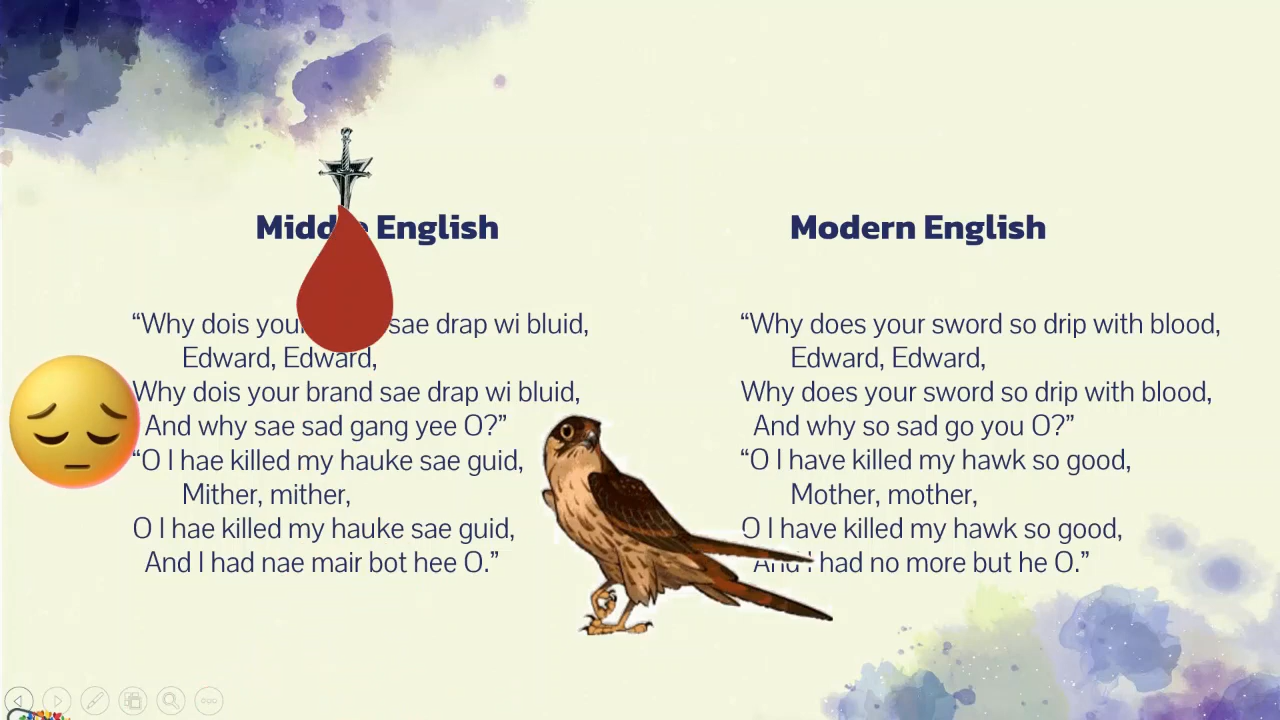 Middle English
“Why dois your sae drap wi bluid,
Edward, Edward,
Why dois your brand sae drap wi bluid,
And why sae sad gang yee O?”
“O I hae killed my hauke sae guid,
Mither, mither,
O I hae killed my hauke sae guid,
And I had nae mair bot hee O.”
Modern English
“Why does your sword so drip with blood,
Edward, Edward,
Why does your sword so drip with blood,
And why so sad go you O?”
“O I have killed my hawk so good,
Mother, mother,
O I have killed my hawk so good,
And I had no more but he O.”